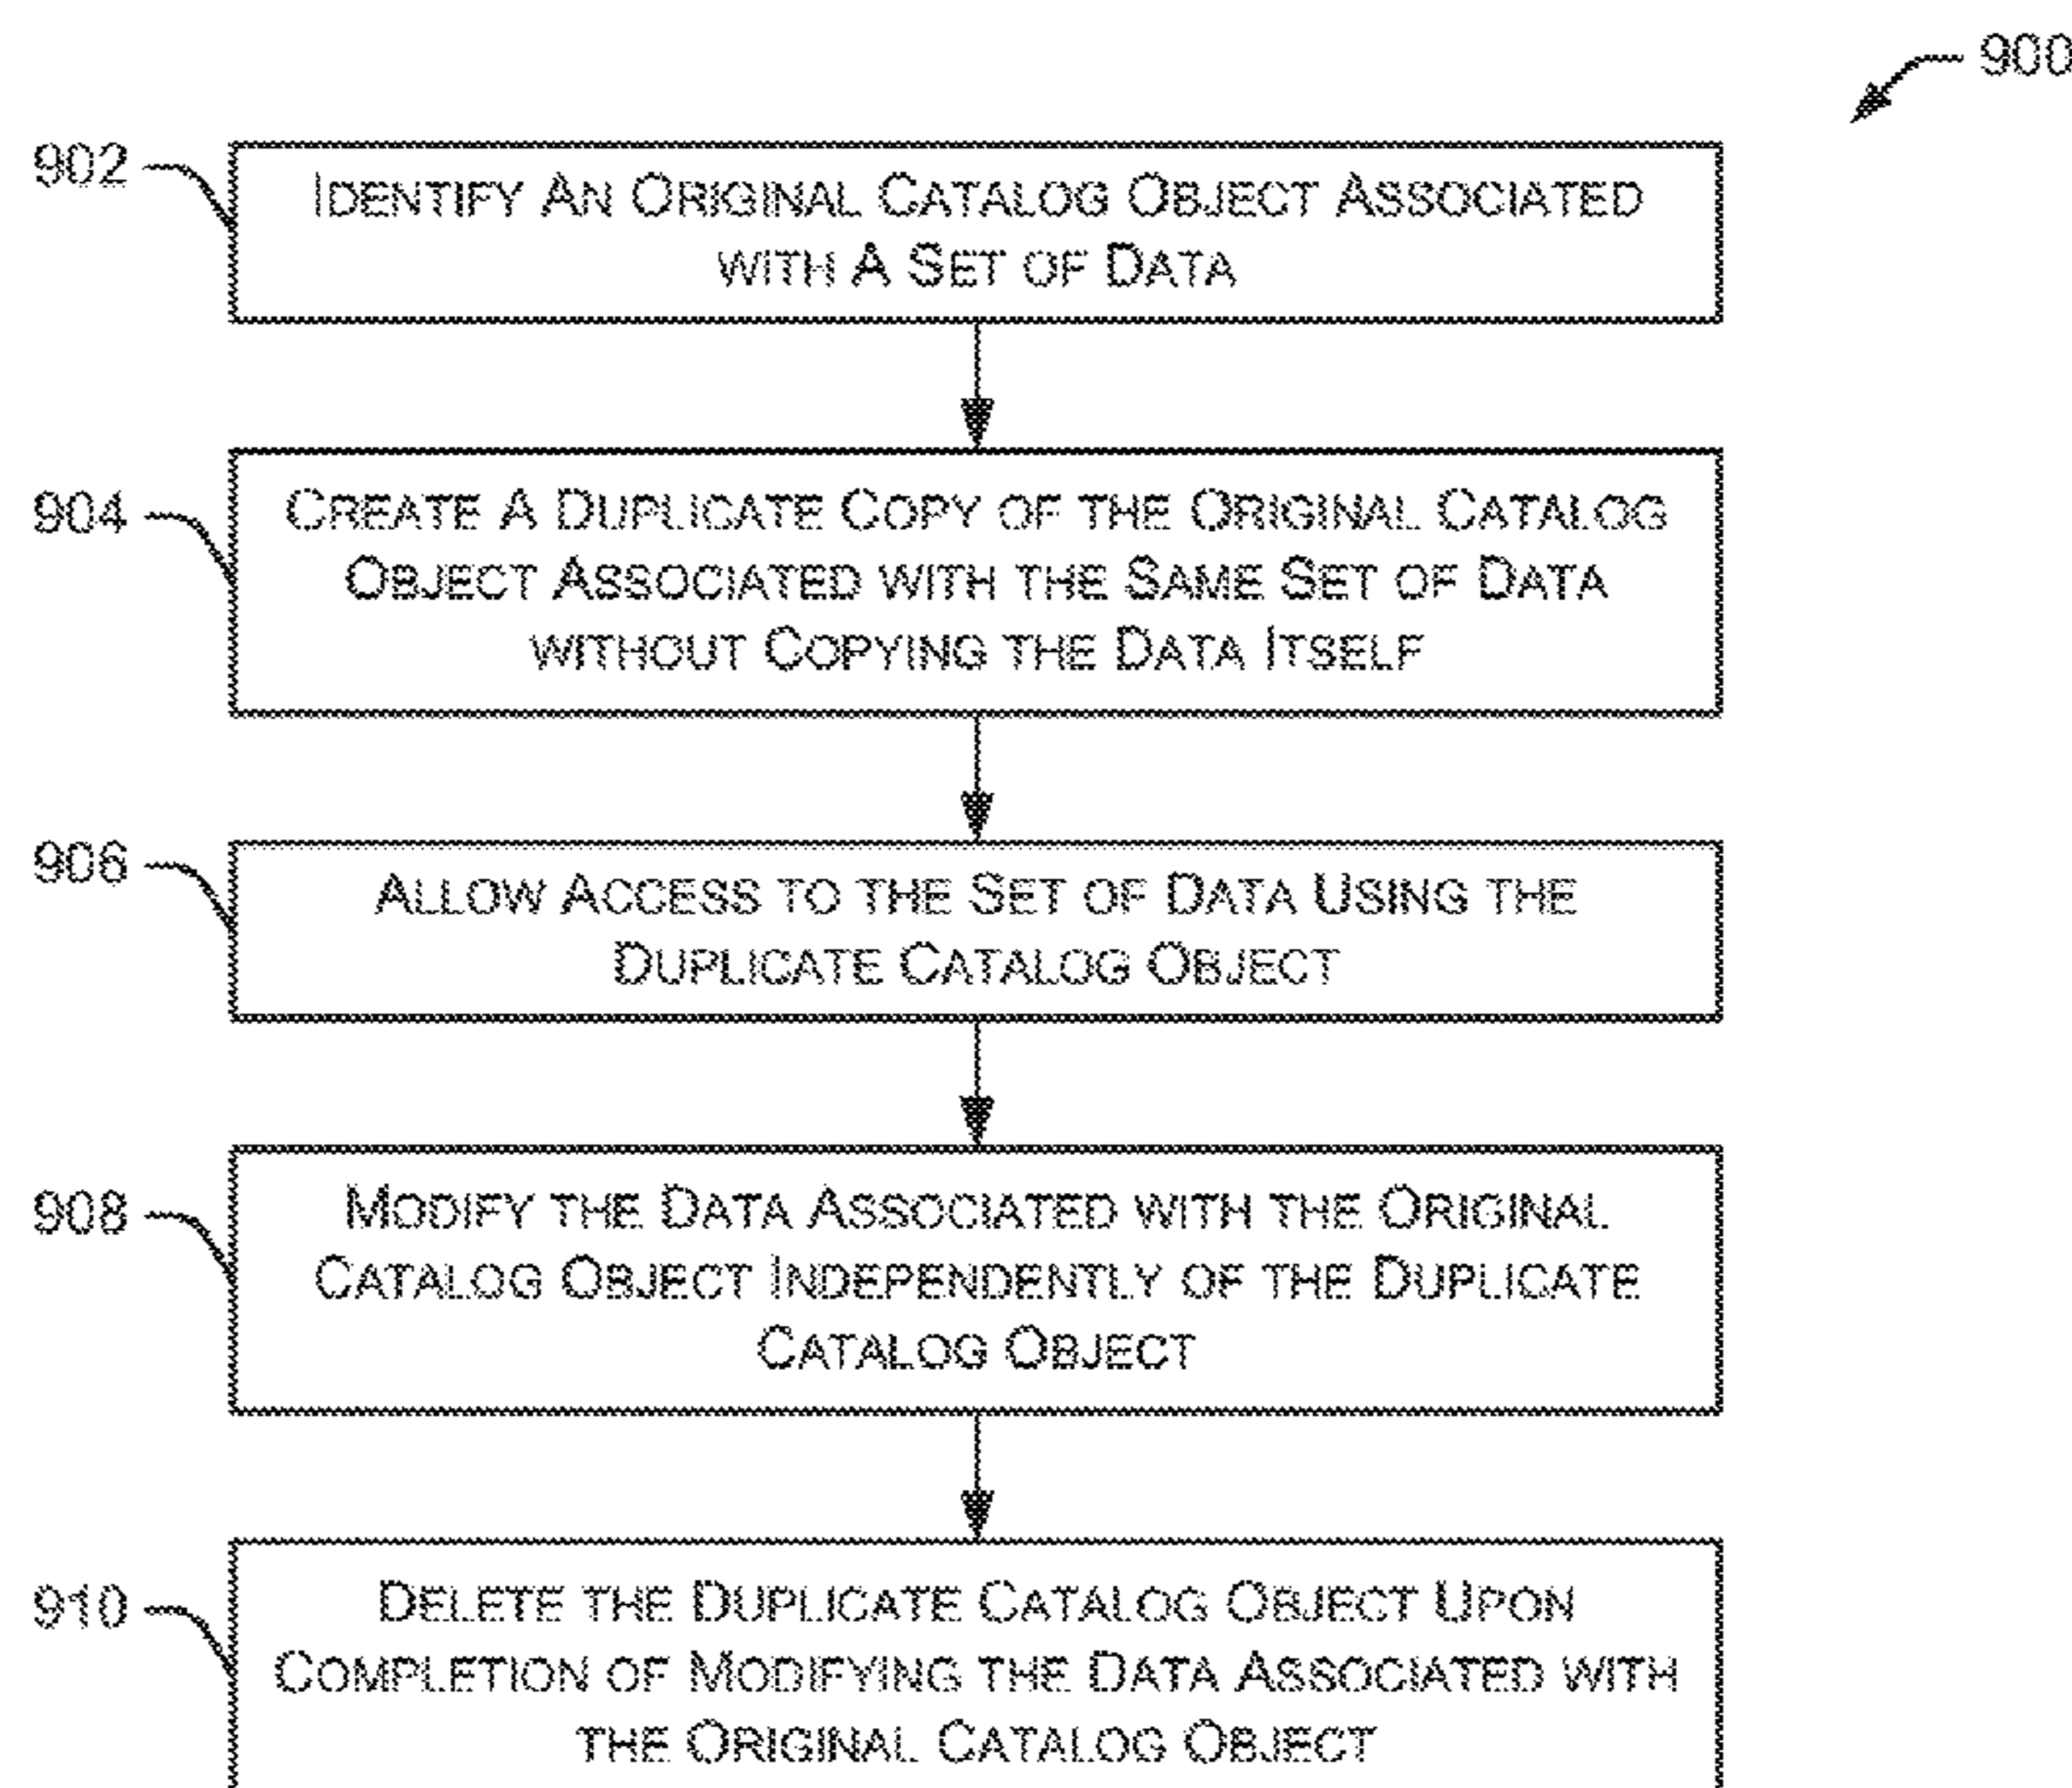 900
902
IDENTIFY AN ORIGINAL CATALOG OBJECT ASSOCIATED
WITH A SET OF DATA
904
CREATE A DUPLICATE COPY OF THE ORIGINAL CATALOG
OBJECT ASSOCIATED WITH THE SAME SET OF DATA
WITHOUT COPYING THE DATA ITSELF
906
ALLOW ACCESS TO THE SET OF DATA USING THE
DUPLICATE CATALOG OBJECT
908
MODIFY THE DATA ASSOCIATED WITH THE ORIGINAL
CATALOG OBJECT INDEPENDENTLY OF THE DUPLICATE
CATALOG OBJECT
910
DELETE THE DUPLICATE CATALOG OBJECT UPON
COMPLETION OF MODIFYING THE DATA ASSOCIATED WITH
THE ORIGINAL CATALOG OBJECT